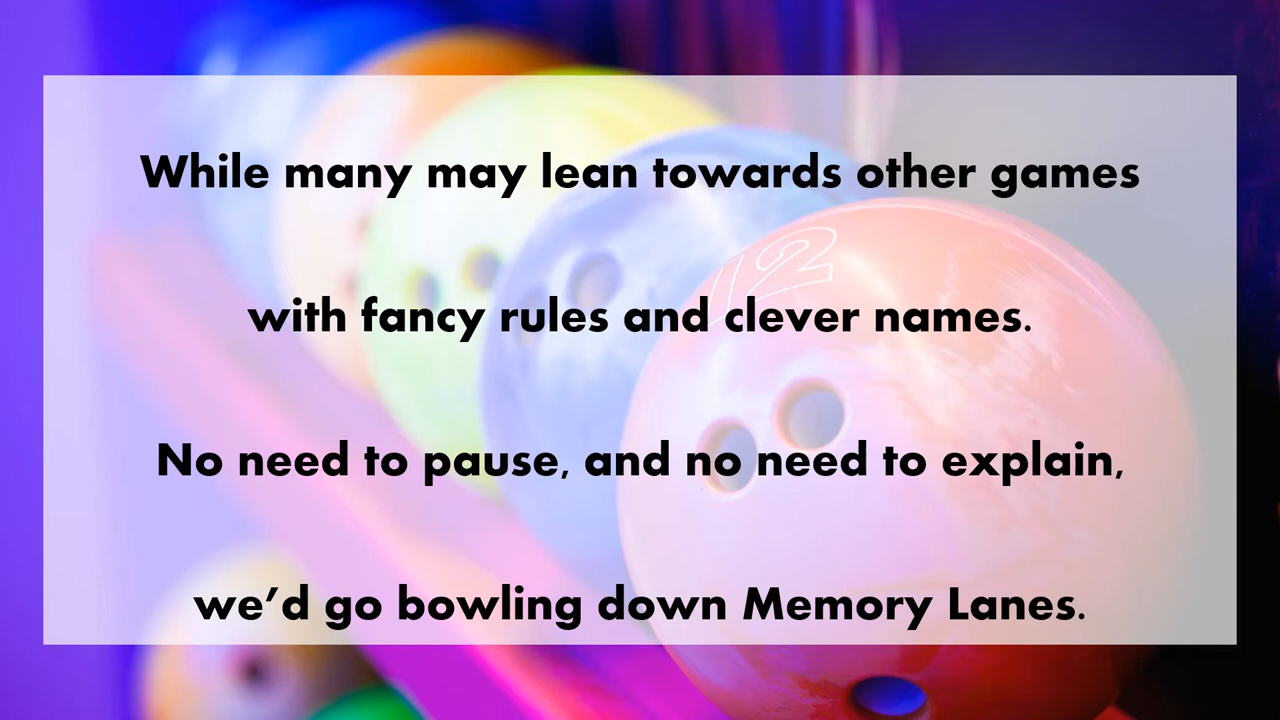 While many may lean towards other games
with fancy rules and clever names.
No need to pause, and no need to explain,
we’d go bowling down Memory Lanes.
12